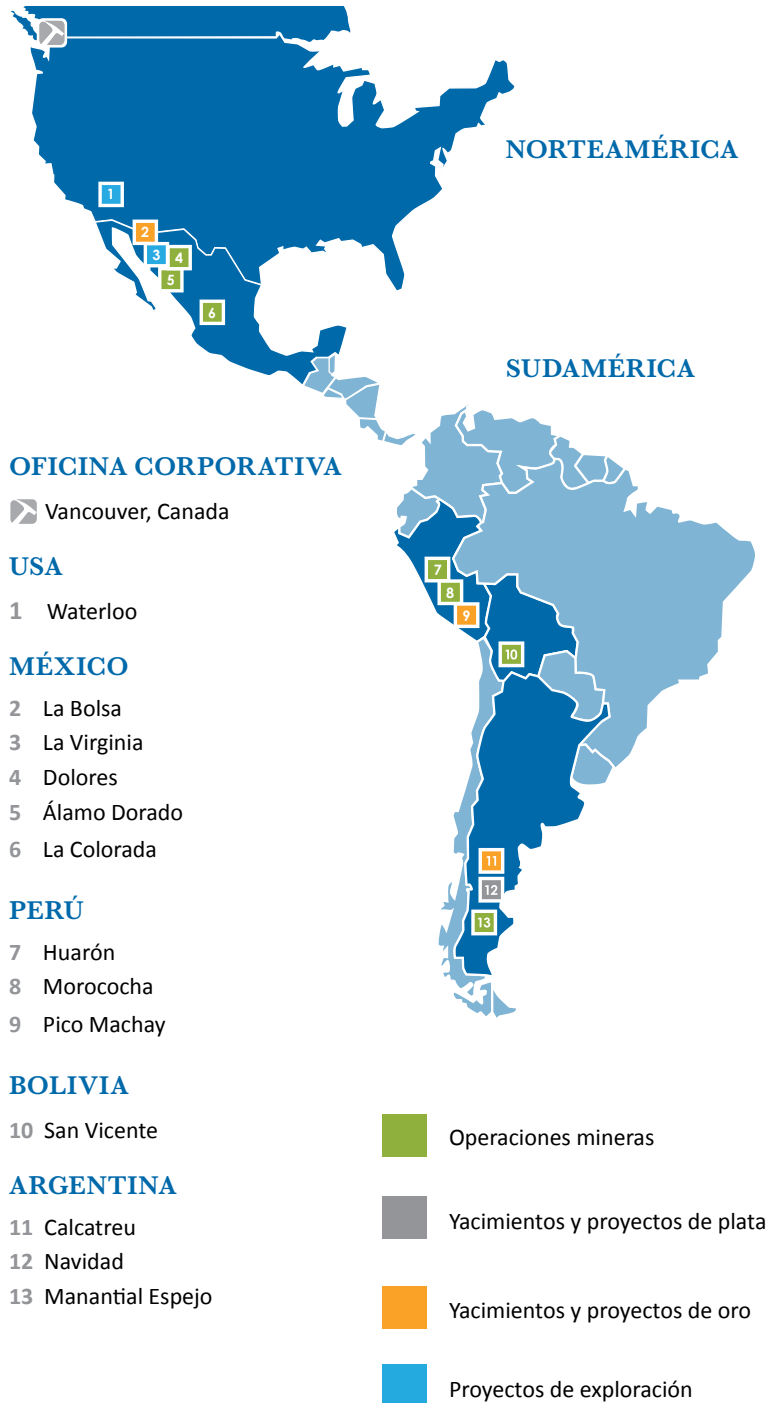 NORTEAMÉRICA
1
2
3
4
5
6
SUDAMÉRICA
7
8
9
10
11
12
13
OFICINA CORPORATIVA
Vancouver, Canada
USA
1 Waterloo
MÉXICO
2 La Bolsa
3 La Virginia
4 Dolores
5 Álamo Dorado
6 La Colorada
PERÚ
7 Huarón
8 Morococha
9 Pico Machay
BOLIVIA
10 San Vicente
ARGENTINA
11 Calcatreu
12 Navidad
13 Manantial Espejo
Operaciones mineras
Yacimientos y proyectos de plata
Yacimientos y proyectos de oro
Proyectos de exploración